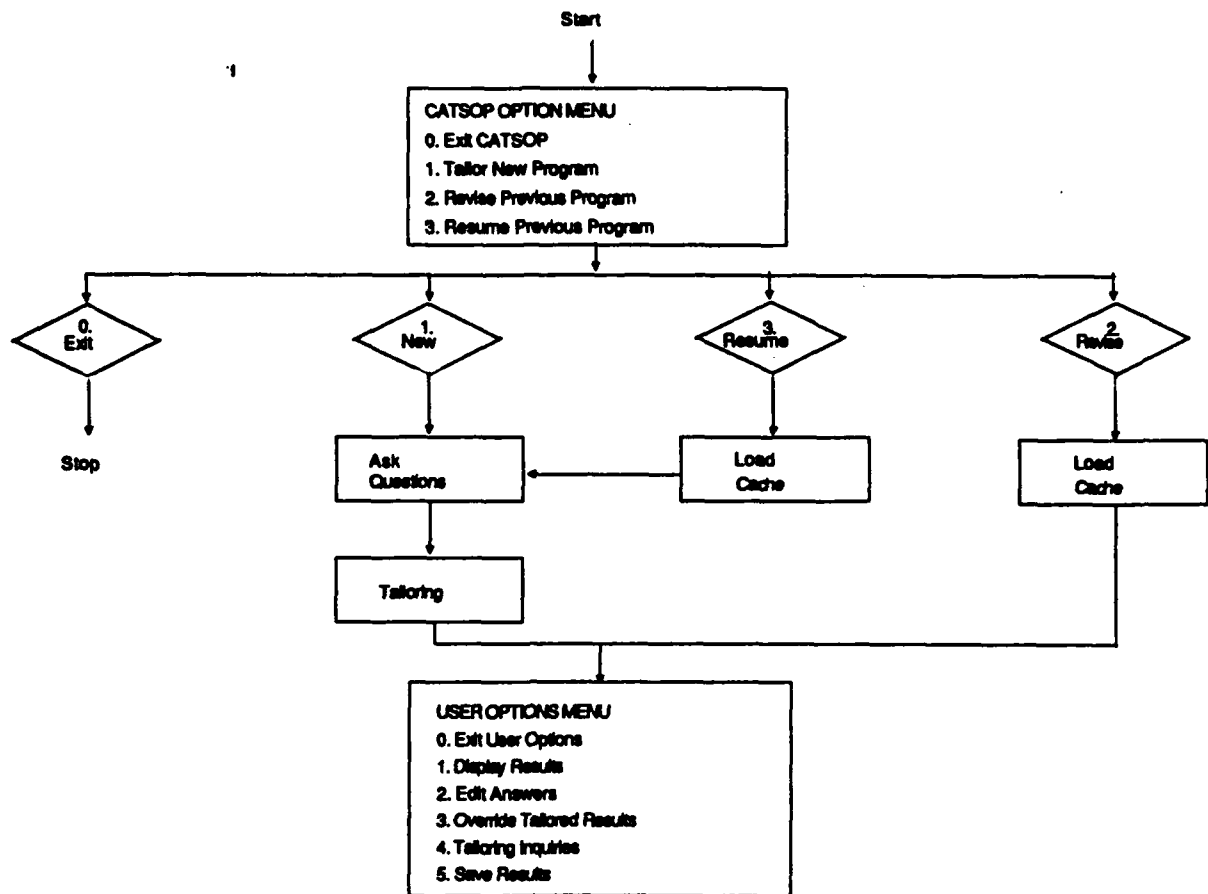 Start
CATSOP OPTION MENU
0. Exit CATSOP
1. Tailor New Program
2. Revise Previous Program
3. Resume Previous Program
0.
Exit
1.
New
3.
Resume
2
Revise
Stop
Ask
Questions
Load
Cache
Load
Cache
Tailoring
USER OPTIONS MENU
0. Exit User Options
1. Display Results
2. Edit Answers
3. Override Tailored Results
4. Tailoring Inquiries
5. Save Results